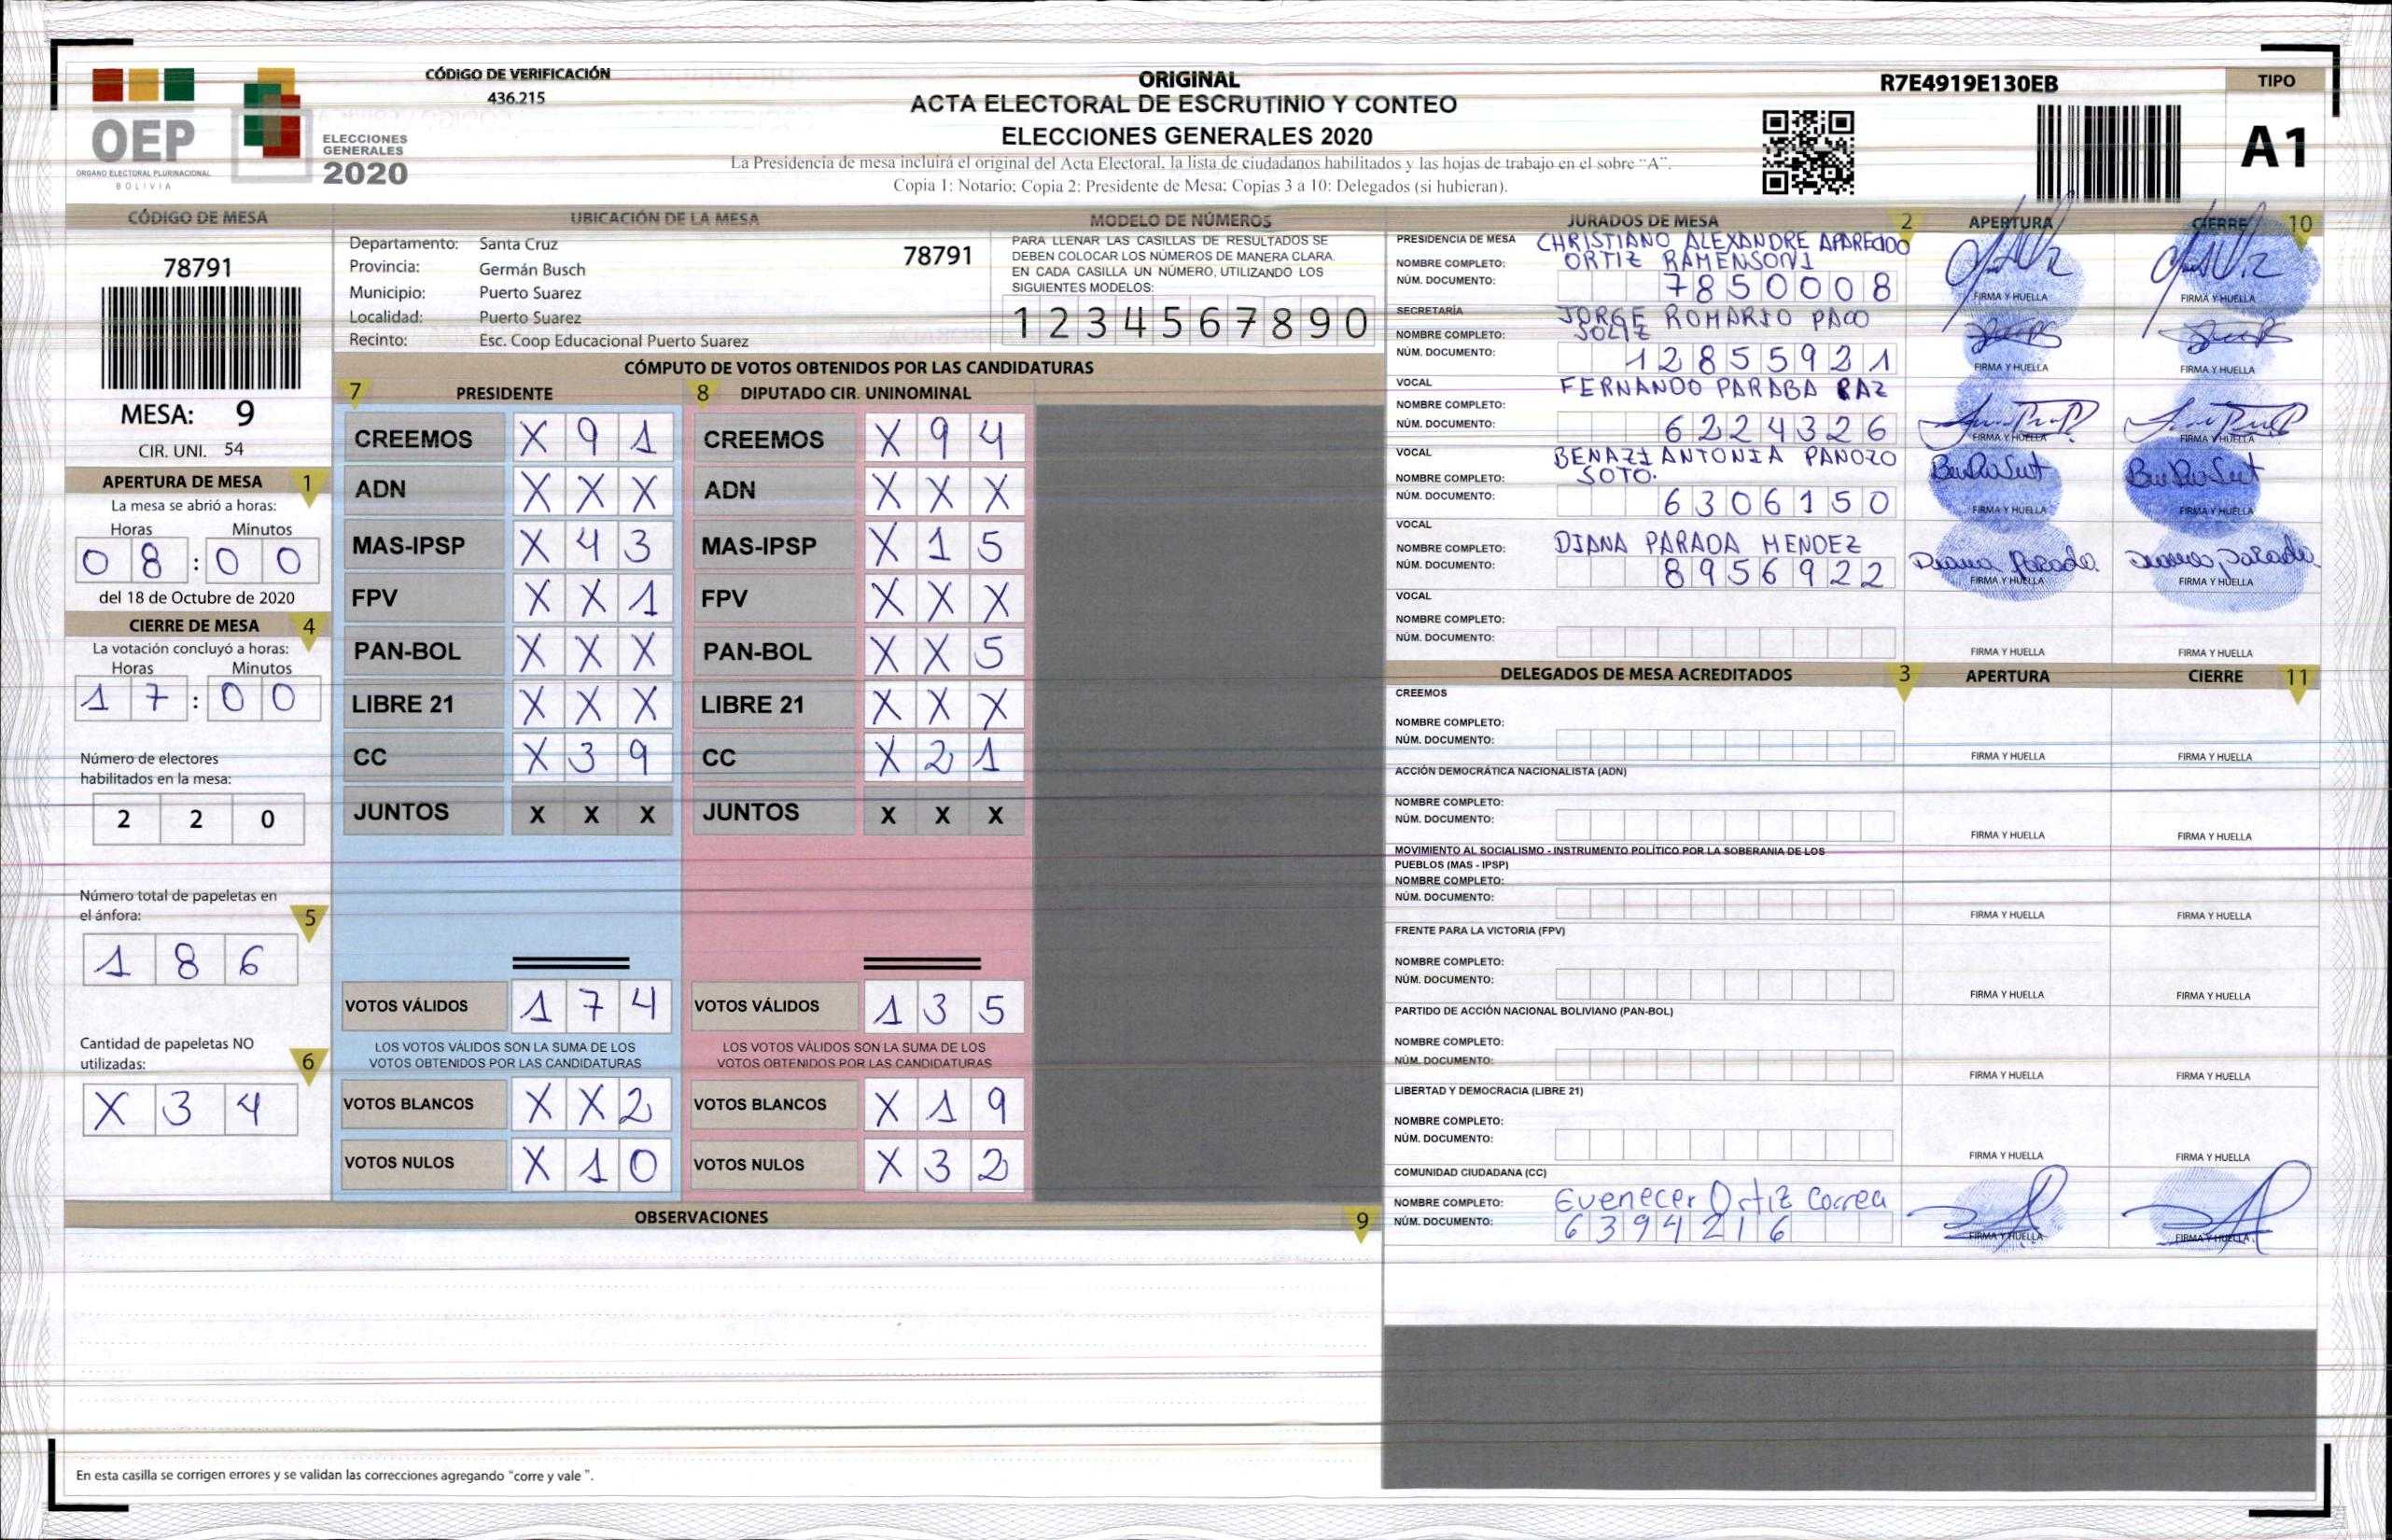 CÓDIGO DE VERIFICACIÓN
436.215
OEP
ORGANO ELECTORAL PLURINACIONAL
BOLIVIA
ELECCIONES
GENERALES
2020
ORIGINAL
ACTA ELECTORAL DE ESCRUTINIO Y CONTEO
ELECCIONES GENERALES 2020
La Presidencia de mesa incluirá el original del Acta Electoral, la lista de ciudadanos habilitados y las hojas de trabajo en el sobre "A".
Copia 1: Notario; Copia 2: Presidente de Mesa; Copias 3 a 10: Delegados (si hubieran).
R7E4919E130EB
TIPO
A1
CÓDIGO DE MESA
78791
MESA: 9
CIR. UNI. 54
APERTURA DE MESA 1
La mesa se abrió a horas:
Horas Minutos
0 8 : 0 0
del 18 de Octubre de 2020
CIERRE DE MESA 4
La votación concluyó a horas:
Horas Minutos
1 7 : 0 0
Número de electores
habilitados en la mesa:
2 2 0
Número total de papeletas en
el ánfora: 5
1 8 6
Cantidad de papeletas NO
utilizadas: 6
X 3 4
UBICACIÓN DE LA MESA
Departamento: Santa Cruz
78791
Provincia: Germán Busch
Municipio: Puerto Suarez
Localidad: Puerto Suarez
Recinto: Esc. Coop Educacional Puerto Suarez
MODELO DE NÚMEROS
PARA LLENAR LAS CASILLAS DE RESULTADOS SE
DEBEN COLOCAR LOS NÚMEROS DE MANERA CLARA.
EN CADA CASILLA UN NÚMERO, UTILIZANDO LOS
SIGUIENTES MODELOS:
1 2 3 4 5 6 7 8 9 0
CÓMPUTO DE VOTOS OBTENIDOS POR LAS CANDIDATURAS
7 PRESIDENTE
CREEMOS X 9 1
ADN X X X
MAS-IPSP X 4 3
FPV X X 1
PAN-BOL X X X
LIBRE 21 X X X
CC X 3 9
JUNTOS X X X
VOTOS VÁLIDOS 1 7 4
LOS VOTOS VÁLIDOS SON LA SUMA DE LOS
VOTOS OBTENIDOS POR LAS CANDIDATURAS
VOTOS BLANCOS X X 2
VOTOS NULOS X 1 0
8 DIPUTADO CIR. UNINOMINAL
CREEMOS X 9 4
ADN X X X
MAS-IPSP X 1 5
FPV X X X
PAN-BOL X X 5
LIBRE 21 X X X
CC X 2 1
JUNTOS X X X
VOTOS VÁLIDOS 1 3 5
LOS VOTOS VÁLIDOS SON LA SUMA DE LOS
VOTOS OBTENIDOS POR LAS CANDIDATURAS
VOTOS BLANCOS X 1 9
VOTOS NULOS X 3 2
OBSERVACIONES 9
En esta casilla se corrigen errores y se validan las correcciones agregando "corre y vale ".
JURADOS DE MESA 2 APERTURA CIERRE 10
PRESIDENCIA DE MESA CHRISTIANO ALEXANDRE APARECIDO
NOMBRE COMPLETO: ORTIZ RAMENSONI
NÚM. DOCUMENTO: 7850008
FIRMA Y HUELLA FIRMA Y HUELLA
SECRETARÍA JORGE ROMARIO PACO
NOMBRE COMPLETO: SOLIZ
NÚM. DOCUMENTO: 12855921
FIRMA Y HUELLA FIRMA Y HUELLA
VOCAL FERNANDO PARABA PAZ
NOMBRE COMPLETO:
NÚM. DOCUMENTO: 6224326
FIRMA Y HUELLA FIRMA Y HUELLA
VOCAL BENAZI ANTONIA PANOZO
NOMBRE COMPLETO: SOTO.
NÚM. DOCUMENTO: 6306150
FIRMA Y HUELLA FIRMA Y HUELLA
VOCAL
NOMBRE COMPLETO: DIANA PARADA MENDEZ
NÚM. DOCUMENTO: 8956922
Diana Parada
FIRMA Y HUELLA FIRMA Y HUELLA
VOCAL
NOMBRE COMPLETO:
NÚM. DOCUMENTO:
FIRMA Y HUELLA FIRMA Y HUELLA
DELEGADOS DE MESA ACREDITADOS 3 APERTURA CIERRE 11
CREEMOS
NOMBRE COMPLETO:
NÚM. DOCUMENTO:
FIRMA Y HUELLA FIRMA Y HUELLA
ACCIÓN DEMOCRÁTICA NACIONALISTA (ADN)
NOMBRE COMPLETO:
NÚM. DOCUMENTO:
FIRMA Y HUELLA FIRMA Y HUELLA
MOVIMIENTO AL SOCIALISMO - INSTRUMENTO POLÍTICO POR LA SOBERANIA DE LOS
PUEBLOS (MAS - IPSP)
NOMBRE COMPLETO:
NÚM. DOCUMENTO:
FIRMA Y HUELLA FIRMA Y HUELLA
FRENTE PARA LA VICTORIA (FPV)
NOMBRE COMPLETO:
NÚM. DOCUMENTO:
FIRMA Y HUELLA FIRMA Y HUELLA
PARTIDO DE ACCIÓN NACIONAL BOLIVIANO (PAN-BOL)
NOMBRE COMPLETO:
NÚM. DOCUMENTO:
FIRMA Y HUELLA FIRMA Y HUELLA
LIBERTAD Y DEMOCRACIA (LIBRE 21)
NOMBRE COMPLETO:
NÚM. DOCUMENTO:
FIRMA Y HUELLA FIRMA Y HUELLA
COMUNIDAD CIUDADANA (CC)
NOMBRE COMPLETO: Evenecer Ortiz Correa
NÚM. DOCUMENTO: 6394216
FIRMA Y HUELLA FIRMA Y HUELLA